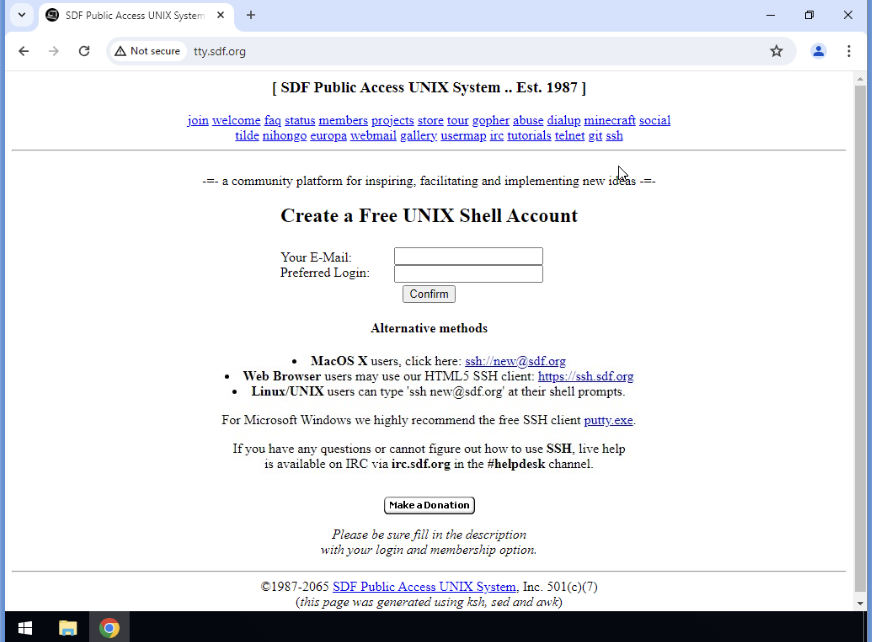 SDF Public Access UNIX System
Not secure tty.sdf.org
[ SDF Public Access UNIX System .. Est. 1987 ]
join welcome faq status members projects store tour gopher abuse dialup minecraft social
tilde nihongo europa webmail gallery usermap irc tutorials telnet git ssh
-=- a community platform for inspiring, facilitating and implementing new ideas -=-
Create a Free UNIX Shell Account
Your E-Mail:
Preferred Login:
Confirm
Alternative methods
• MacOS X users, click here: ssh://new@sdf.org
• Web Browser users may use our HTML5 SSH client: https://ssh.sdf.org
• Linux/UNIX users can type 'ssh new@sdf.org' at their shell prompts.
For Microsoft Windows we highly recommend the free SSH client putty.exe.
If you have any questions or cannot figure out how to use SSH, live help
is available on IRC via irc.sdf.org in the #helpdesk channel.
Make a Donation
Please be sure fill in the description
with your login and membership option.
©1987-2065 SDF Public Access UNIX System, Inc. 501(c)(7)
(this page was generated using ksh, sed and awk)